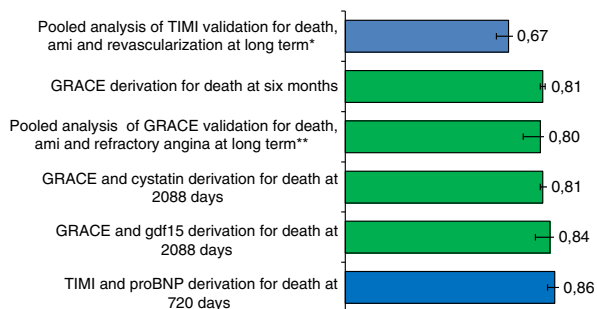 Pooled analysis of TIMI validation for death,
ami and revascularization at long term*
0,67
GRACE derivation for death at six months
0,81
Pooled analysis of GRACE validation for death,
ami and refractory angina at long term**
0,80
GRACE and cystatin derivation for death at
2088 days
0,81
GRACE and gdf15 derivation for death at
2088 days
0,84
TIMI and proBNP derivation for death at
720 days
0,86